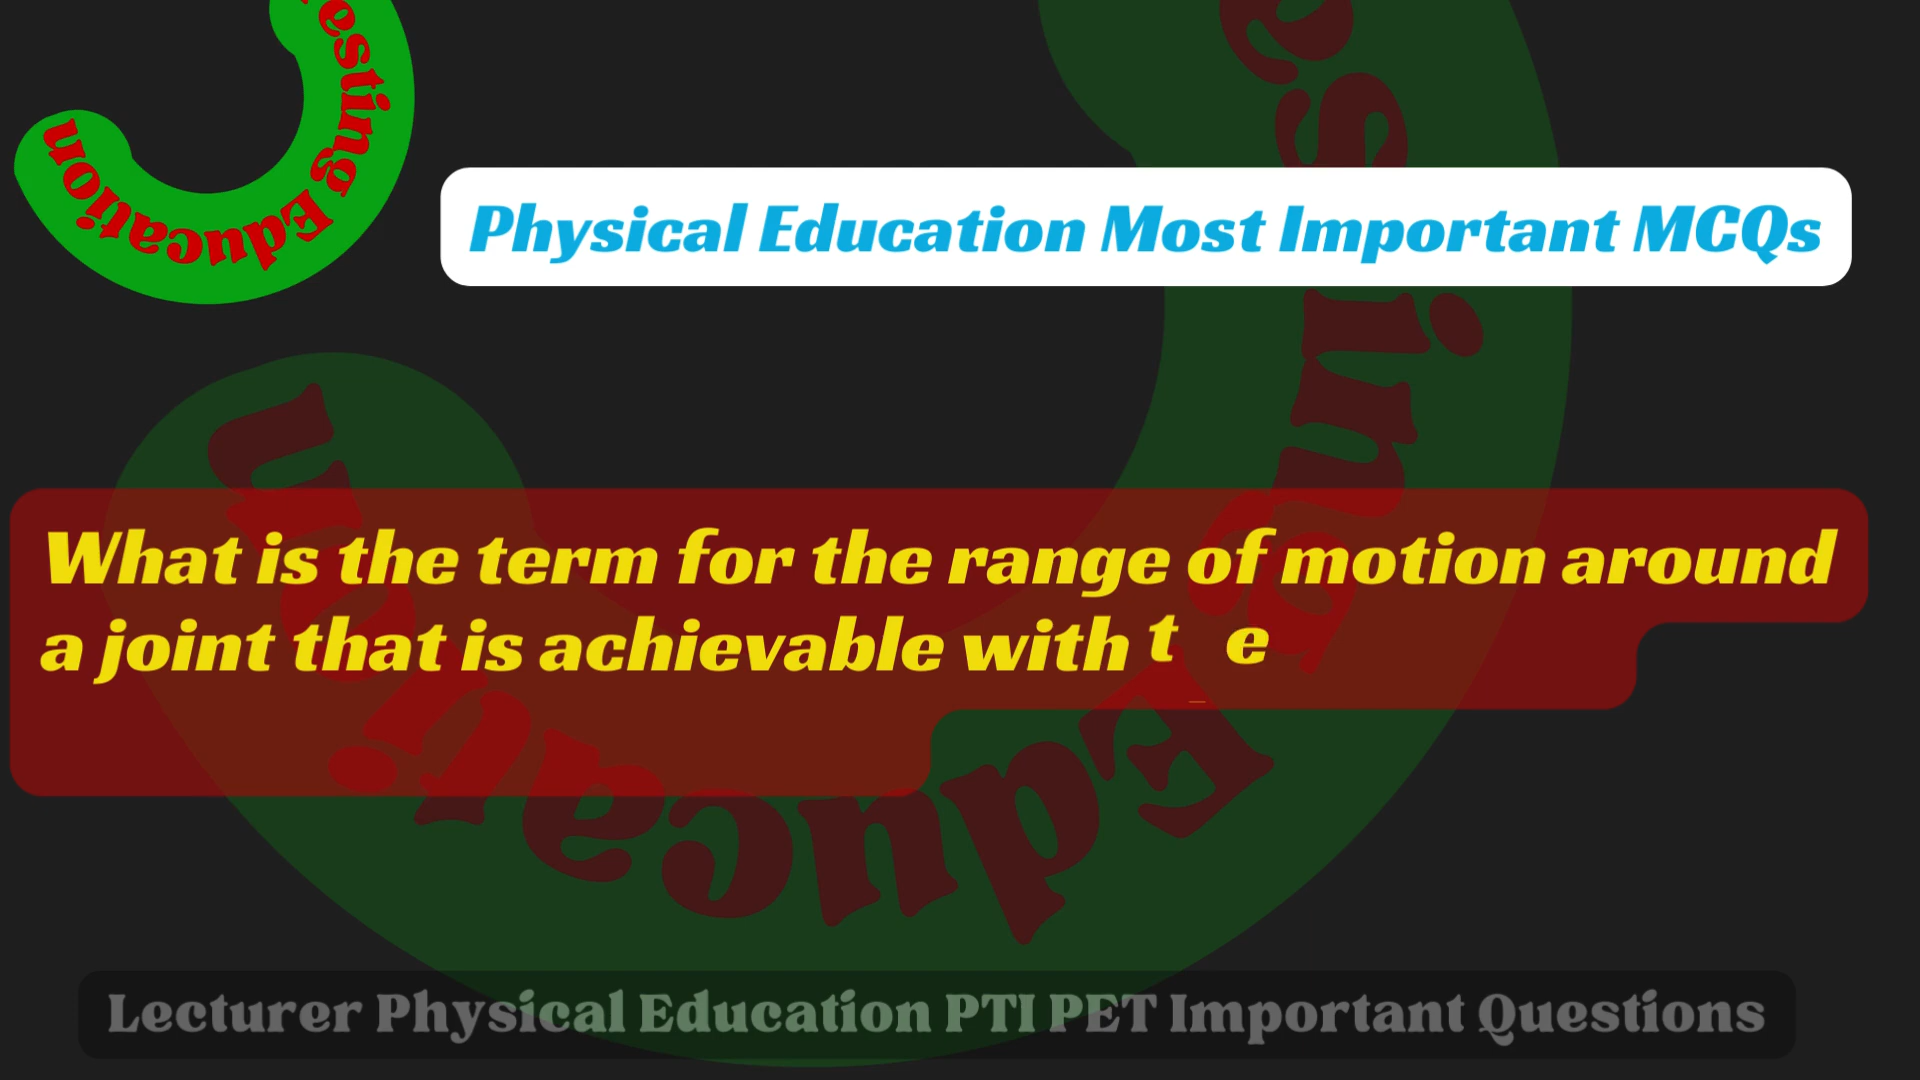 esting Education
Physical Education Most Important MCQs
What is the term for the range of motion around
a joint that is achievable with t e
Lecturer Physical Education PTI PET Important Questions